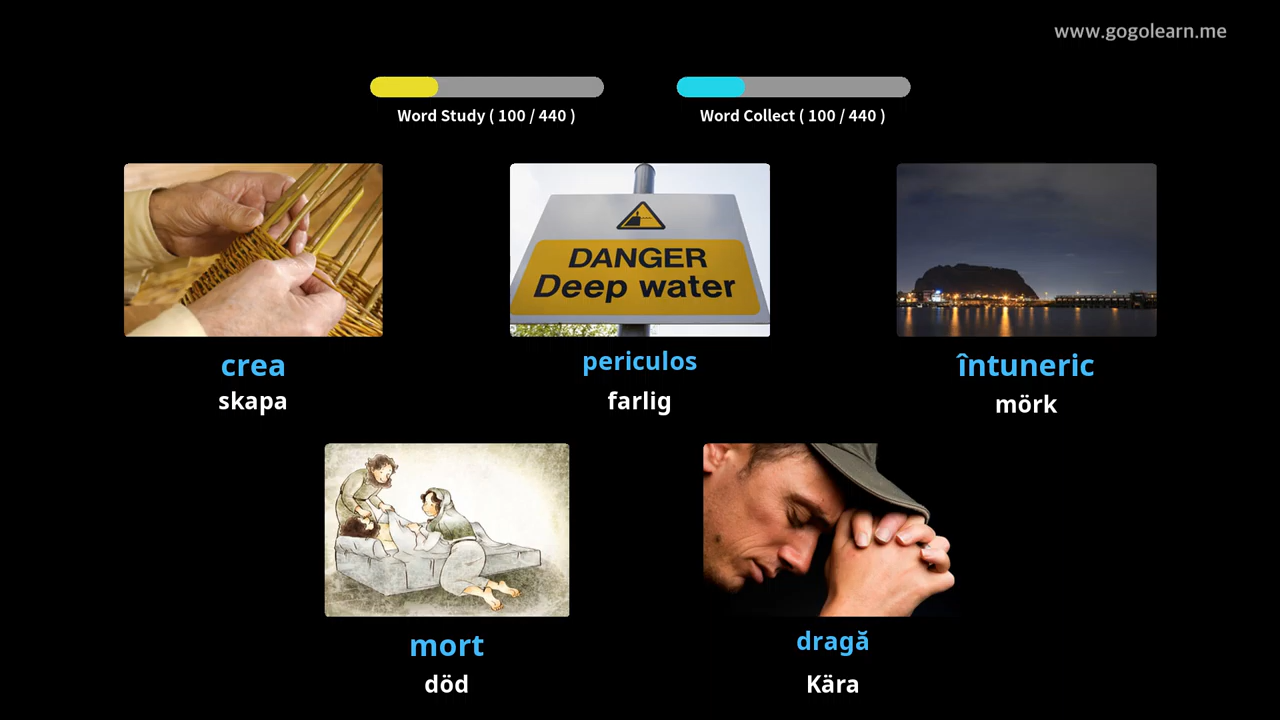 www.gogolearn.me
Word Study ( 100 / 440 )
Word Collect ( 100 / 440 )
DANGER
Deep water
crea
periculos
întuneric
skapa
farlig
mörk
mort
dragă
död
Kära